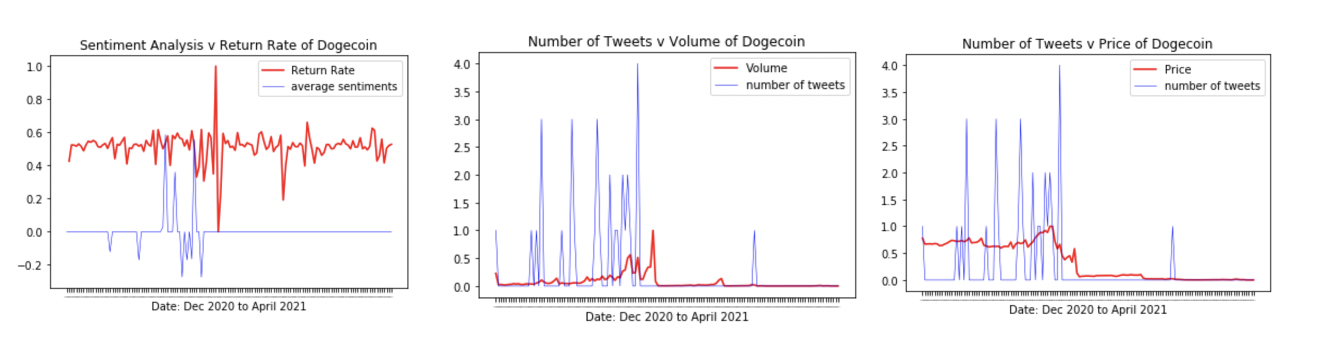 Sentiment Analysis v Return Rate of Dogecoin
Return Rate
average sentiments
1.0
0.8
0.6
0.4
0.2
0.0
−0.2
Date: Dec 2020 to April 2021
Number of Tweets v Volume of Dogecoin
Volume
number of tweets
4.0
3.5
3.0
2.5
2.0
1.5
1.0
0.5
0.0
Date: Dec 2020 to April 2021
Number of Tweets v Price of Dogecoin
Price
number of tweets
4.0
3.5
3.0
2.5
2.0
1.5
1.0
0.5
0.0
Date: Dec 2020 to April 2021